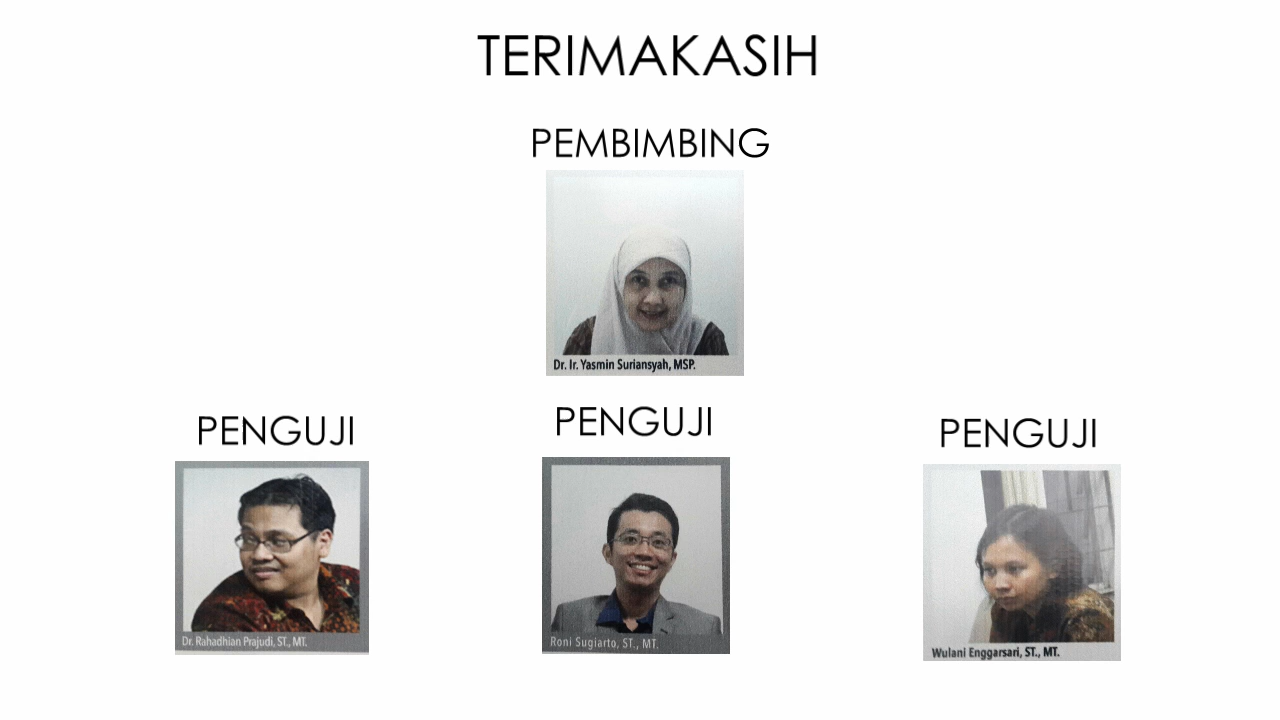 TERIMAKASIH
PEMBIMBING
Dr. Ir. Yasmin Suriansyah, MSP.
PENGUJI
PENGUJI
PENGUJI
Dr. Rahadhian Prajudi, ST., MT.
Roni Sugiarto, ST., MT.
Wulani Enggarsari, ST., MT.